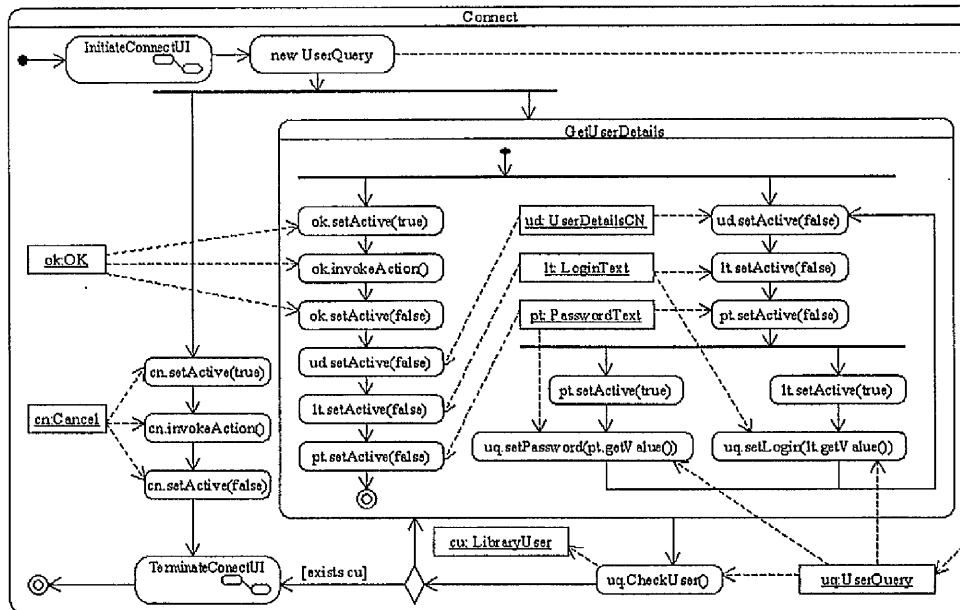 Connect
InitiateConnectUI
new UserQuery
GetUserDetails
ok.setActive(true)
ud: UserDetailsCN
ud.setActive(false)
ok:OK
ok.invokeAction()
lt: LoginText
lt.setActive(false)
ok.setActive(false)
pt: PasswordText
pt.setActive(false)
ud.setActive(false)
cn.setActive(true)
pt.setActive(true)
lt.setActive(true)
lt.setActive(false)
cn:Cancel
cn.invokeAction()
pt.setActive(false)
uq.setPassword(pt.getValue())
uq.setLogin(lt.getValue())
cn.setActive(false)
cu: LibraryUser
TerminateConectUI
[exists cu]
uq.CheckUser()
uq:UserQuery